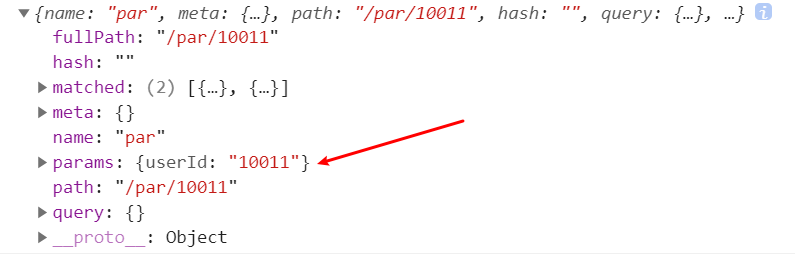 ▼{name: "par", meta: {…}, path: "/par/10011", hash: "", query: {…}, …} i
fullPath: "/par/10011"
hash: ""
▶matched: (2) [{…}, {…}]
▶meta: {}
name: "par"
▶params: {userId: "10011"}
path: "/par/10011"
▶query: {}
▶__proto__: Object